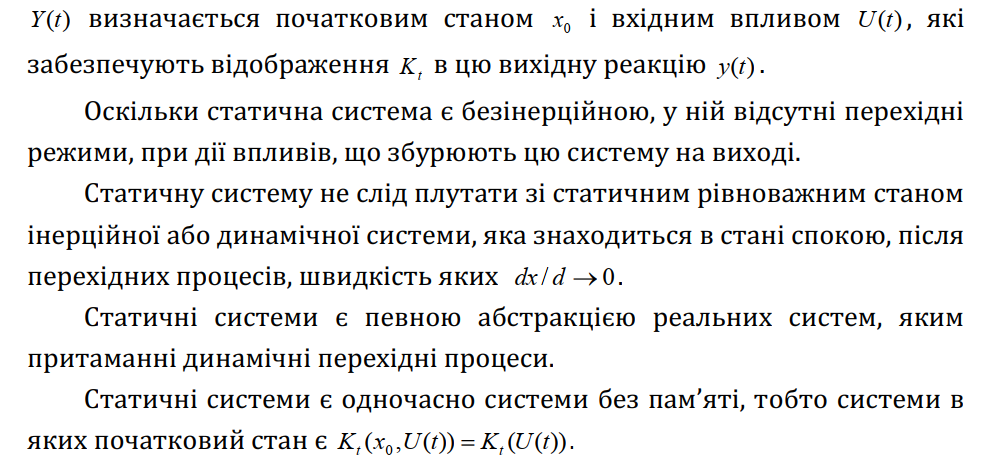 Y(t) визначається початковим станом x₀ і вхідним впливом U(t), які
забезпечують відображення Kₜ в цю вихідну реакцію y(t).
Оскільки статична система є безінерційною, у ній відсутні перехідні
режими, при дії впливів, що збурюють цю систему на виході.
Статичну систему не слід плутати зі статичним рівноважним станом
інерційної або динамічної системи, яка знаходиться в стані спокою, після
перехідних процесів, швидкість яких dx / d → 0.
Статичні системи є певною абстракцією реальних систем, яким
притаманні динамічні перехідні процеси.
Статичні системи є одночасно системи без пам’яті, тобто системи в
яких початковий стан є Kₜ(x₀,U(t)) = Kₜ(U(t)).